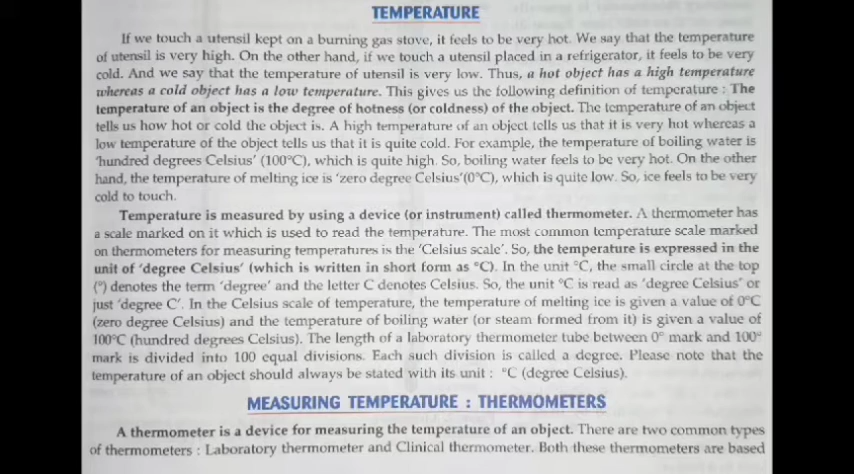 TEMPERATURE
If we touch a utensil kept on a burning gas stove, it feels to be very hot. We say that the temperature
of utensil is very high. On the other hand, if we touch a utensil placed in a refrigerator, it feels to be very
cold. And we say that the temperature of utensil is very low. Thus, a hot object has a high temperature
whereas a cold object has a low temperature. This gives us the following definition of temperature : The
temperature of an object is the degree of hotness (or coldness) of the object. The temperature of an object
tells us how hot or cold the object is. A high temperature of an object tells us that it is very hot whereas a
low temperature of the object tells us that it is quite cold. For example, the temperature of boiling water is
'hundred degrees Celsius' (100°C), which is quite high. So, boiling water feels to be very hot. On the other
hand, the temperature of melting ice is 'zero degree Celsius'(0°C), which is quite low. So, ice feels to be very
cold to touch.
Temperature is measured by using a device (or instrument) called thermometer. A thermometer has
a scale marked on it which is used to read the temperature. The most common temperature scale marked
on thermometers for measuring temperatures is the 'Celsius scale'. So, the temperature is expressed in the
unit of 'degree Celsius' (which is written in short form as °C). In the unit °C, the small circle at the top
(°) denotes the term 'degree' and the letter C denotes Celsius. So, the unit °C is read as 'degree Celsius' or
just 'degree C'. In the Celsius scale of temperature, the temperature of melting ice is given a value of 0°C
(zero degree Celsius) and the temperature of boiling water (or steam formed from it) is given a value of
100°C (hundred degrees Celsius). The length of a laboratory thermometer tube between 0° mark and 100°
mark is divided into 100 equal divisions. Each such division is called a degree. Please note that the
temperature of an object should always be stated with its unit : °C (degree Celsius).
MEASURING TEMPERATURE : THERMOMETERS
A thermometer is a device for measuring the temperature of an object. There are two common types
of thermometers : Laboratory thermometer and Clinical thermometer. Both these thermometers are based